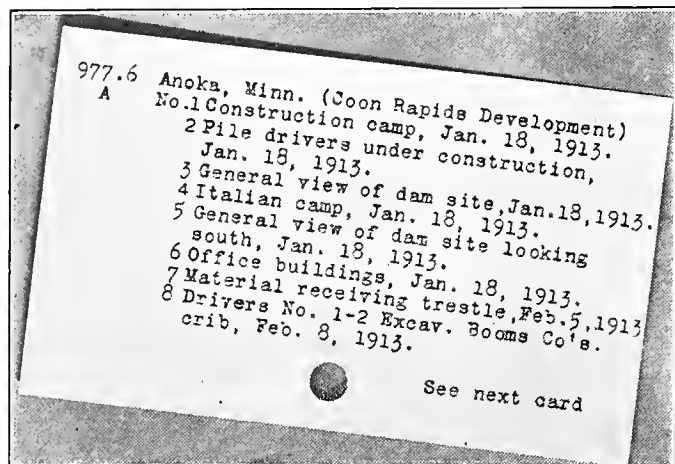 977.6 Anoka, Minn. (Coon Rapids Development)
A No.1 Construction camp, Jan. 18, 1913.
2 Pile drivers under construction,
Jan. 18, 1913.
3 General view of dam site, Jan.18,1913.
4 Italian camp, Jan. 18, 1913.
5 General view of dam site looking
south, Jan. 18, 1913.
6 Office buildings, Jan. 18, 1913.
7 Material receiving trestle, Feb.5,1913
8 Drivers No. 1-2 Excav. Booms Co's.
crib, Feb. 8, 1913.
See next card